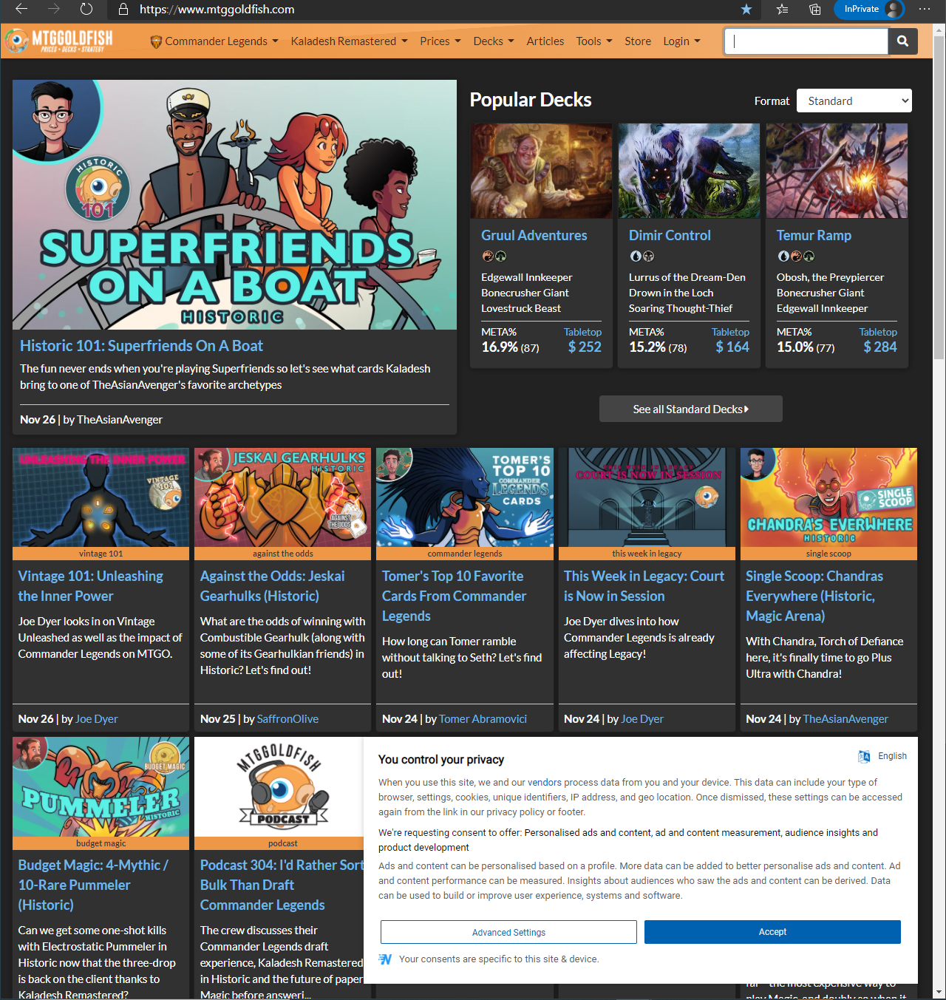 https://www.mtggoldfish.com
InPrivate
MTGGOLDFISH
PRICES • DECKS • STRATEGY
Commander Legends
Kaladesh Remastered
Prices
Decks
Articles
Tools
Store
Login
HISTORIC
101
SUPERFRIENDS
ON A BOAT
HISTORIC
Historic 101: Superfriends On A Boat
The fun never ends when you're playing Superfriends so let's see what cards Kaladesh
bring to one of TheAsianAvenger's favorite archetypes
Nov 26 | by TheAsianAvenger
Popular Decks
Format
Standard
Gruul Adventures
Edgewall Innkeeper
Bonecrusher Giant
Lovestruck Beast
META%
Tabletop
16.9% (87)
$ 252
Dimir Control
Lurrus of the Dream-Den
Drown in the Loch
Soaring Thought-Thief
META%
Tabletop
15.2% (78)
$ 164
Temur Ramp
Obosh, the Preypiercer
Bonecrusher Giant
Edgewall Innkeeper
META%
Tabletop
15.0% (77)
$ 284
See all Standard Decks
UNLEASHING THE INNER POWER
VINTAGE
101
vintage 101
Vintage 101: Unleashing
the Inner Power
Joe Dyer looks in on Vintage
Unleashed as well as the impact of
Commander Legends on MTGO.
Nov 26 | by Joe Dyer
JESKAI GEARHULKS
HISTORIC
AGAINST
THE ODDS
against the odds
Against the Odds: Jeskai
Gearhulks (Historic)
What are the odds of winning with
Combustible Gearhulk (along with
some of its Gearhulkian friends) in
Historic? Let's find out!
Nov 25 | by SaffronOlive
TOMER'S
TOP 10
COMMANDER
LEGENDS
CARDS
commander legends
Tomer's Top 10 Favorite
Cards From Commander
Legends
How long can Tomer ramble
without talking to Seth? Let's find
out!
Nov 24 | by Tomer Abramovici
THIS WEEK IN LEGACY
COURT IS NOW IN SESSION
this week in legacy
This Week in Legacy: Court
is Now in Session
Joe Dyer dives into how
Commander Legends is already
affecting Legacy!
Nov 24 | by Joe Dyer
SINGLE
SCOOP
CHANDRA'S EVERWHERE
HISTORIC
single scoop
Single Scoop: Chandras
Everywhere (Historic,
Magic Arena)
With Chandra, Torch of Defiance
here, it's finally time to go Plus
Ultra with Chandra!
Nov 24 | by TheAsianAvenger
BUDGET MAGIC
PUMMELER
HISTORIC
budget magic
Budget Magic: 4-Mythic /
10-Rare Pummeler
(Historic)
Can we get some one-shot kills
with Electrostatic Pummeler in
Historic now that the three-drop
is back on the client thanks to
Kaladesh Remastered?
MTGGOLDFISH
PODCAST
podcast
Podcast 304: I'd Rather Sort
Bulk Than Draft
Commander Legends
The crew discusses their
Commander Legends draft
experience, Kaladesh Remastered
in Historic and the future of paper
Magic before answeri...
You control your privacy
English
When you use this site, we and our vendors process data from you and your device. This data can include your type of
browser, settings, cookies, unique identifiers, IP address, and geo location. Once dismissed, these settings can be accessed
again from the link in our privacy policy or footer.
We're requesting consent to offer: Personalised ads and content, ad and content measurement, audience insights and
product development
Ads and content can be personalised based on a profile. More data can be added to better personalise ads and content. Ad
and content performance can be measured. Insights about audiences who saw the ads and content can be derived. Data
can be used to build or improve user experience, systems and software.
Advanced Settings
Accept
Your consents are specific to this site & device.
far - the most expensive way to
play Magic, and doubly so when it